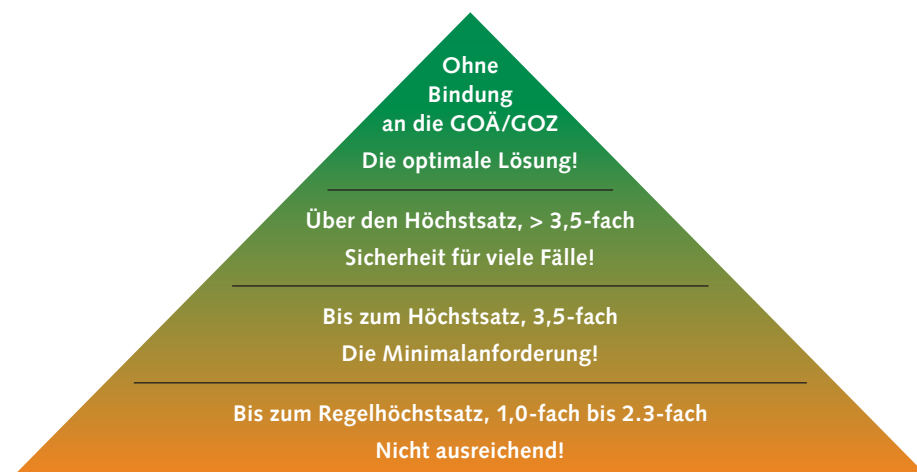 Ohne
Bindung
an die GOÄ/GOZ
Die optimale Lösung!
Über den Höchstsatz, > 3,5-fach
Sicherheit für viele Fälle!
Bis zum Höchstsatz, 3,5-fach
Die Minimalanforderung!
Bis zum Regelhöchstsatz, 1,0-fach bis 2.3-fach
Nicht ausreichend!